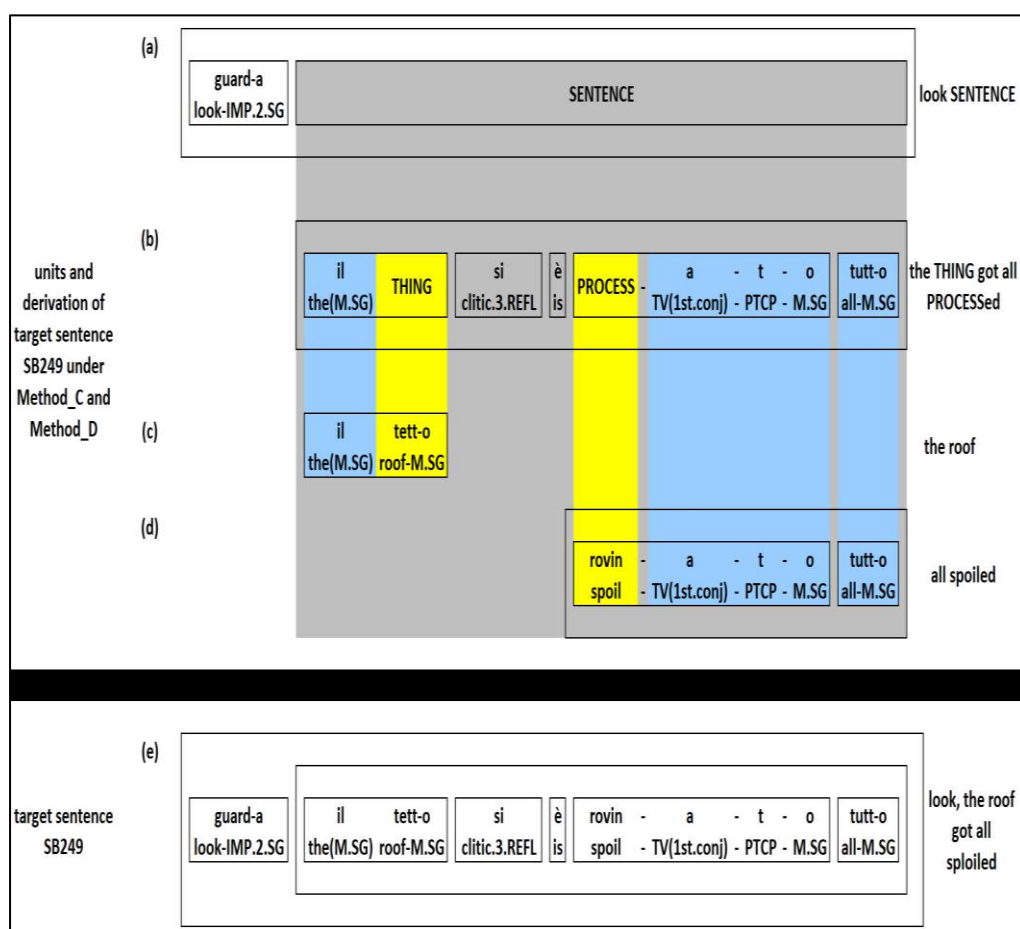 (a)
guard-a SENTENCE look SENTENCE
look-IMP.2.SG
(b)
il THING si è PROCESS - a - t - o tutt-o the THING got all
the(M.SG) clitic.3.REFL is TV(1st.conj) - PTCP - M.SG all-M.SG PROCESSed
units and
derivation of
target sentence
SB249 under
Method_C and
Method_D
(c)
il tett-o the roof
the(M.SG) roof-M.SG
(d)
rovin - a - t - o tutt-o all spoiled
spoil - TV(1st.conj) - PTCP - M.SG all-M.SG
(e)
target sentence
SB249
guard-a il tett-o si è rovin - a - t - o tutt-o
look-IMP.2.SG the(M.SG) roof-M.SG clitic.3.REFL is spoil - TV(1st.conj) - PTCP - M.SG all-M.SG
look, the roof
got all
sploiled